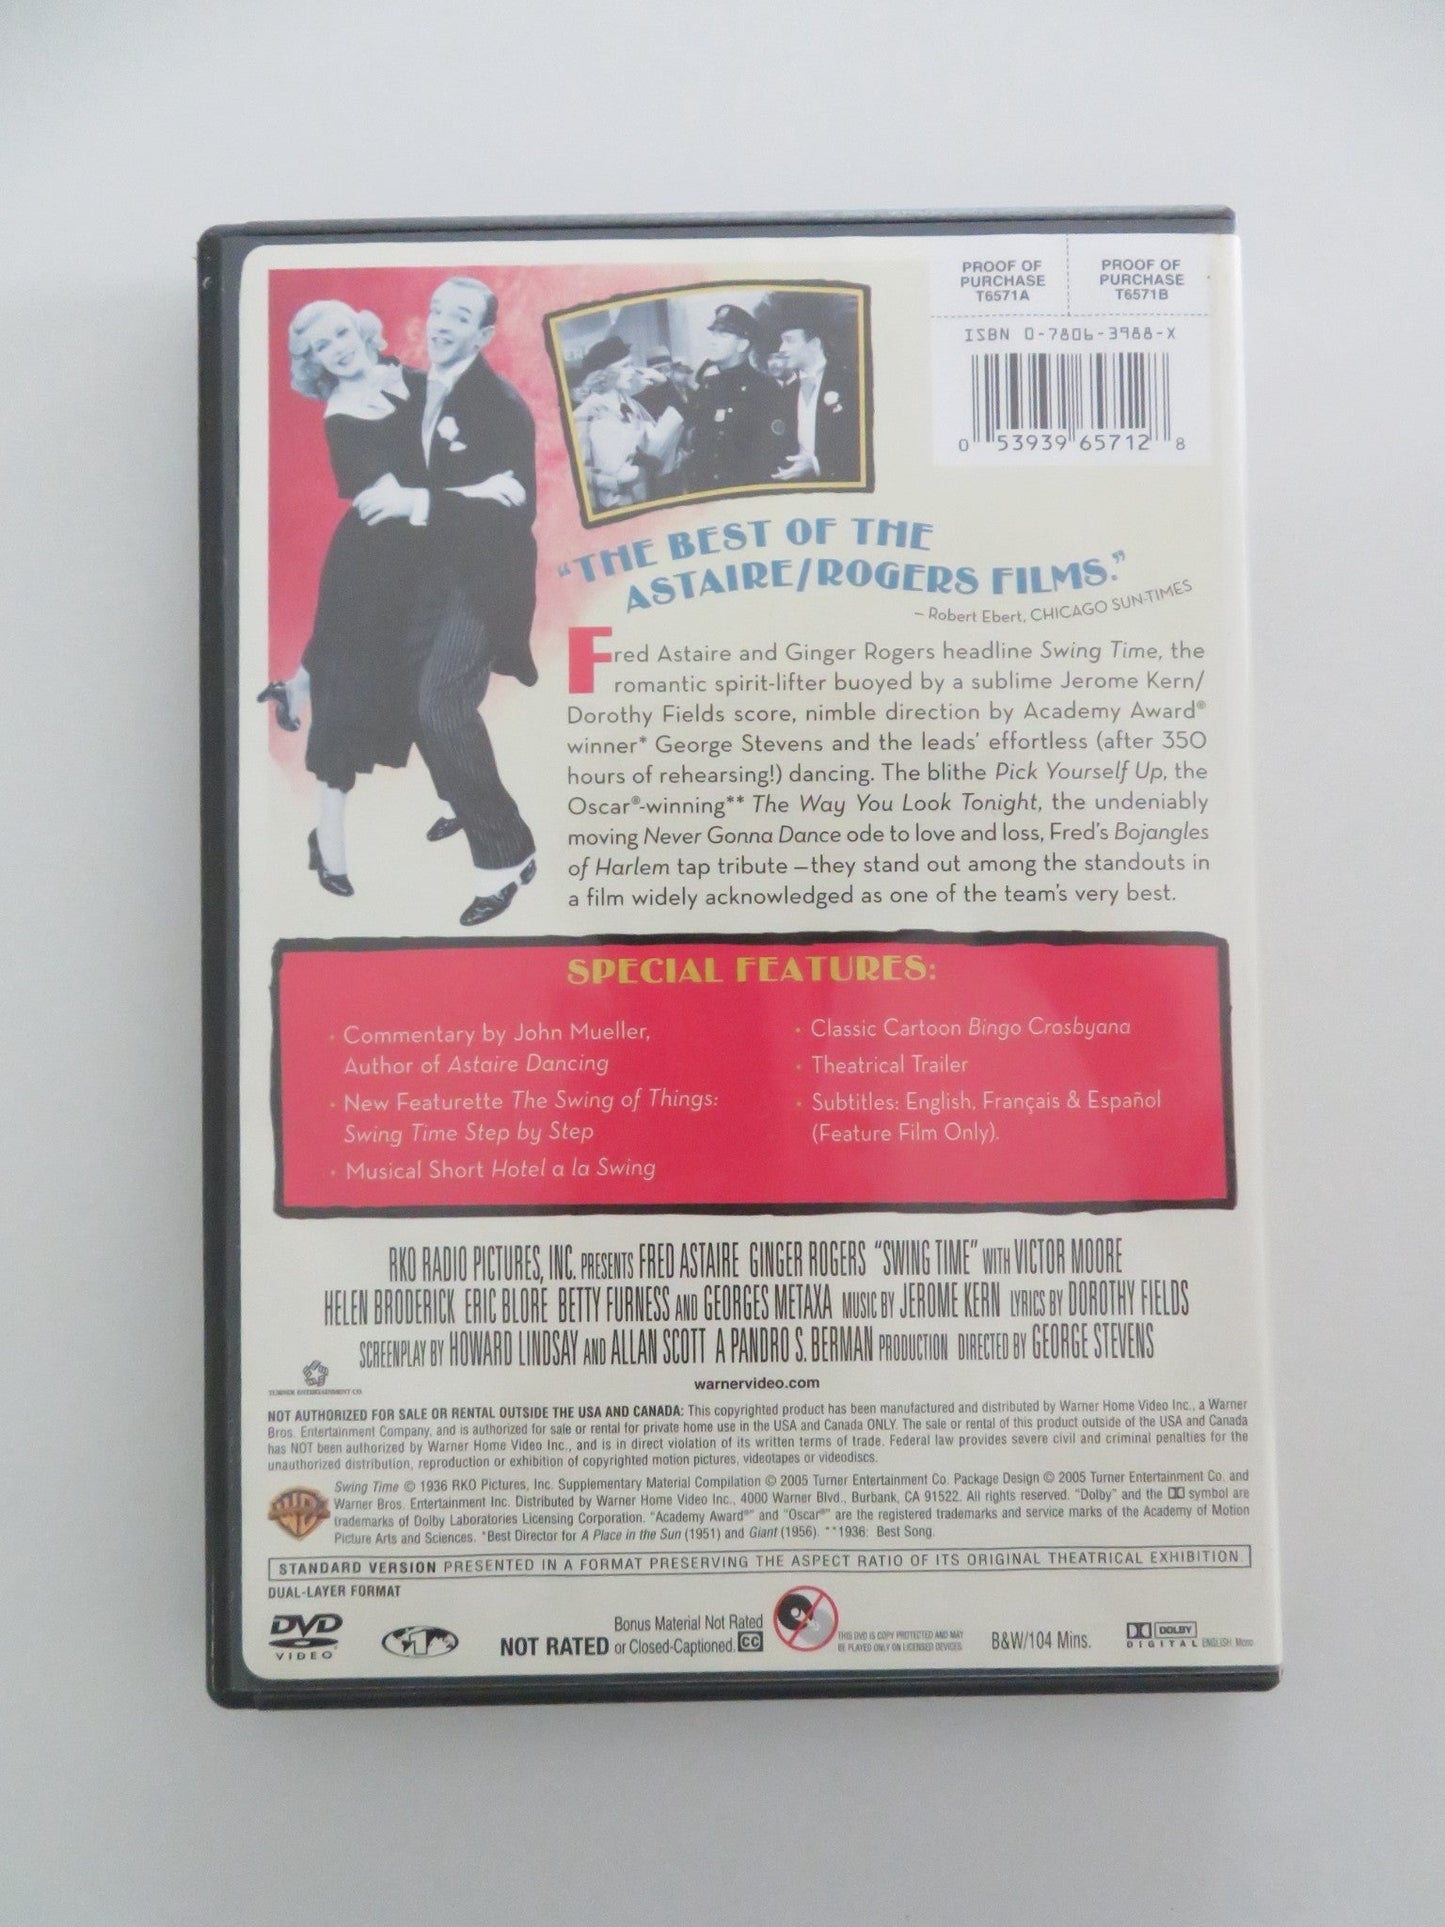 PROOF OF
PURCHASE
T6571A
PROOF OF
PURCHASE
T6571B
ISBN 0-7806-3988-X
0 53939 65712 8
"THE BEST OF THE
ASTAIRE/ROGERS FILMS."
– Robert Ebert, CHICAGO SUN-TIMES
Fred Astaire and Ginger Rogers headline Swing Time, the
romantic spirit-lifter buoyed by a sublime Jerome Kern/
Dorothy Fields score, nimble direction by Academy Award®
winner* George Stevens and the leads' effortless (after 350
hours of rehearsing!) dancing. The blithe Pick Yourself Up, the
Oscar®-winning** The Way You Look Tonight, the undeniably
moving Never Gonna Dance ode to love and loss, Fred's Bojangles
of Harlem tap tribute – they stand out among the standouts in
a film widely acknowledged as one of the team's very best.
SPECIAL FEATURES:
• Commentary by John Mueller,
Author of Astaire Dancing
• New Featurette The Swing of Things:
Swing Time Step by Step
• Musical Short Hotel a la Swing
• Classic Cartoon Bingo Crosbyana
• Theatrical Trailer
• Subtitles: English, Français & Español
(Feature Film Only).
RKO RADIO PICTURES, INC. PRESENTS FRED ASTAIRE GINGER ROGERS "SWING TIME" WITH VICTOR MOORE
HELEN BRODERICK ERIC BLORE BETTY FURNESS AND GEORGES METAXA MUSIC BY JEROME KERN LYRICS BY DOROTHY FIELDS
SCREENPLAY BY HOWARD LINDSAY AND ALLAN SCOTT A PANDRO S. BERMAN PRODUCTION DIRECTED BY GEORGE STEVENS
TURNER ENTERTAINMENT CO.
warnervideo.com
NOT AUTHORIZED FOR SALE OR RENTAL OUTSIDE THE USA AND CANADA: This copyrighted product has been manufactured and distributed by Warner Home Video Inc., a Warner
Bros. Entertainment Company, and is authorized for sale or rental for private home use in the USA and Canada ONLY. The sale or rental of this product outside of the USA and Canada
has NOT been authorized by Warner Home Video Inc., and is in direct violation of its written terms of trade. Federal law provides severe civil and criminal penalties for the
unauthorized distribution, reproduction or exhibition of copyrighted motion pictures, videotapes or videodiscs.
Swing Time © 1936 RKO Pictures, Inc. Supplementary Material Compilation © 2005 Turner Entertainment Co. Package Design © 2005 Turner Entertainment Co. and
Warner Bros. Entertainment Inc. Distributed by Warner Home Video Inc., 4000 Warner Blvd., Burbank, CA 91522. All rights reserved. "Dolby" and the DD symbol are
trademarks of Dolby Laboratories Licensing Corporation. "Academy Award®" and "Oscar®" are the registered trademarks and service marks of the Academy of Motion
Picture Arts and Sciences. *Best Director for A Place in the Sun (1951) and Giant (1956). **1936: Best Song.
STANDARD VERSION PRESENTED IN A FORMAT PRESERVING THE ASPECT RATIO OF ITS ORIGINAL THEATRICAL EXHIBITION.
DUAL-LAYER FORMAT
DVD
VIDEO
1
NOT RATED
Bonus Material Not Rated
or Closed-Captioned. CC
THIS DVD IS COPY PROTECTED AND MAY
BE PLAYED ONLY ON LICENSED DEVICES
B&W/104 Mins.
DOLBY
DIGITAL
ENGLISH: Mono